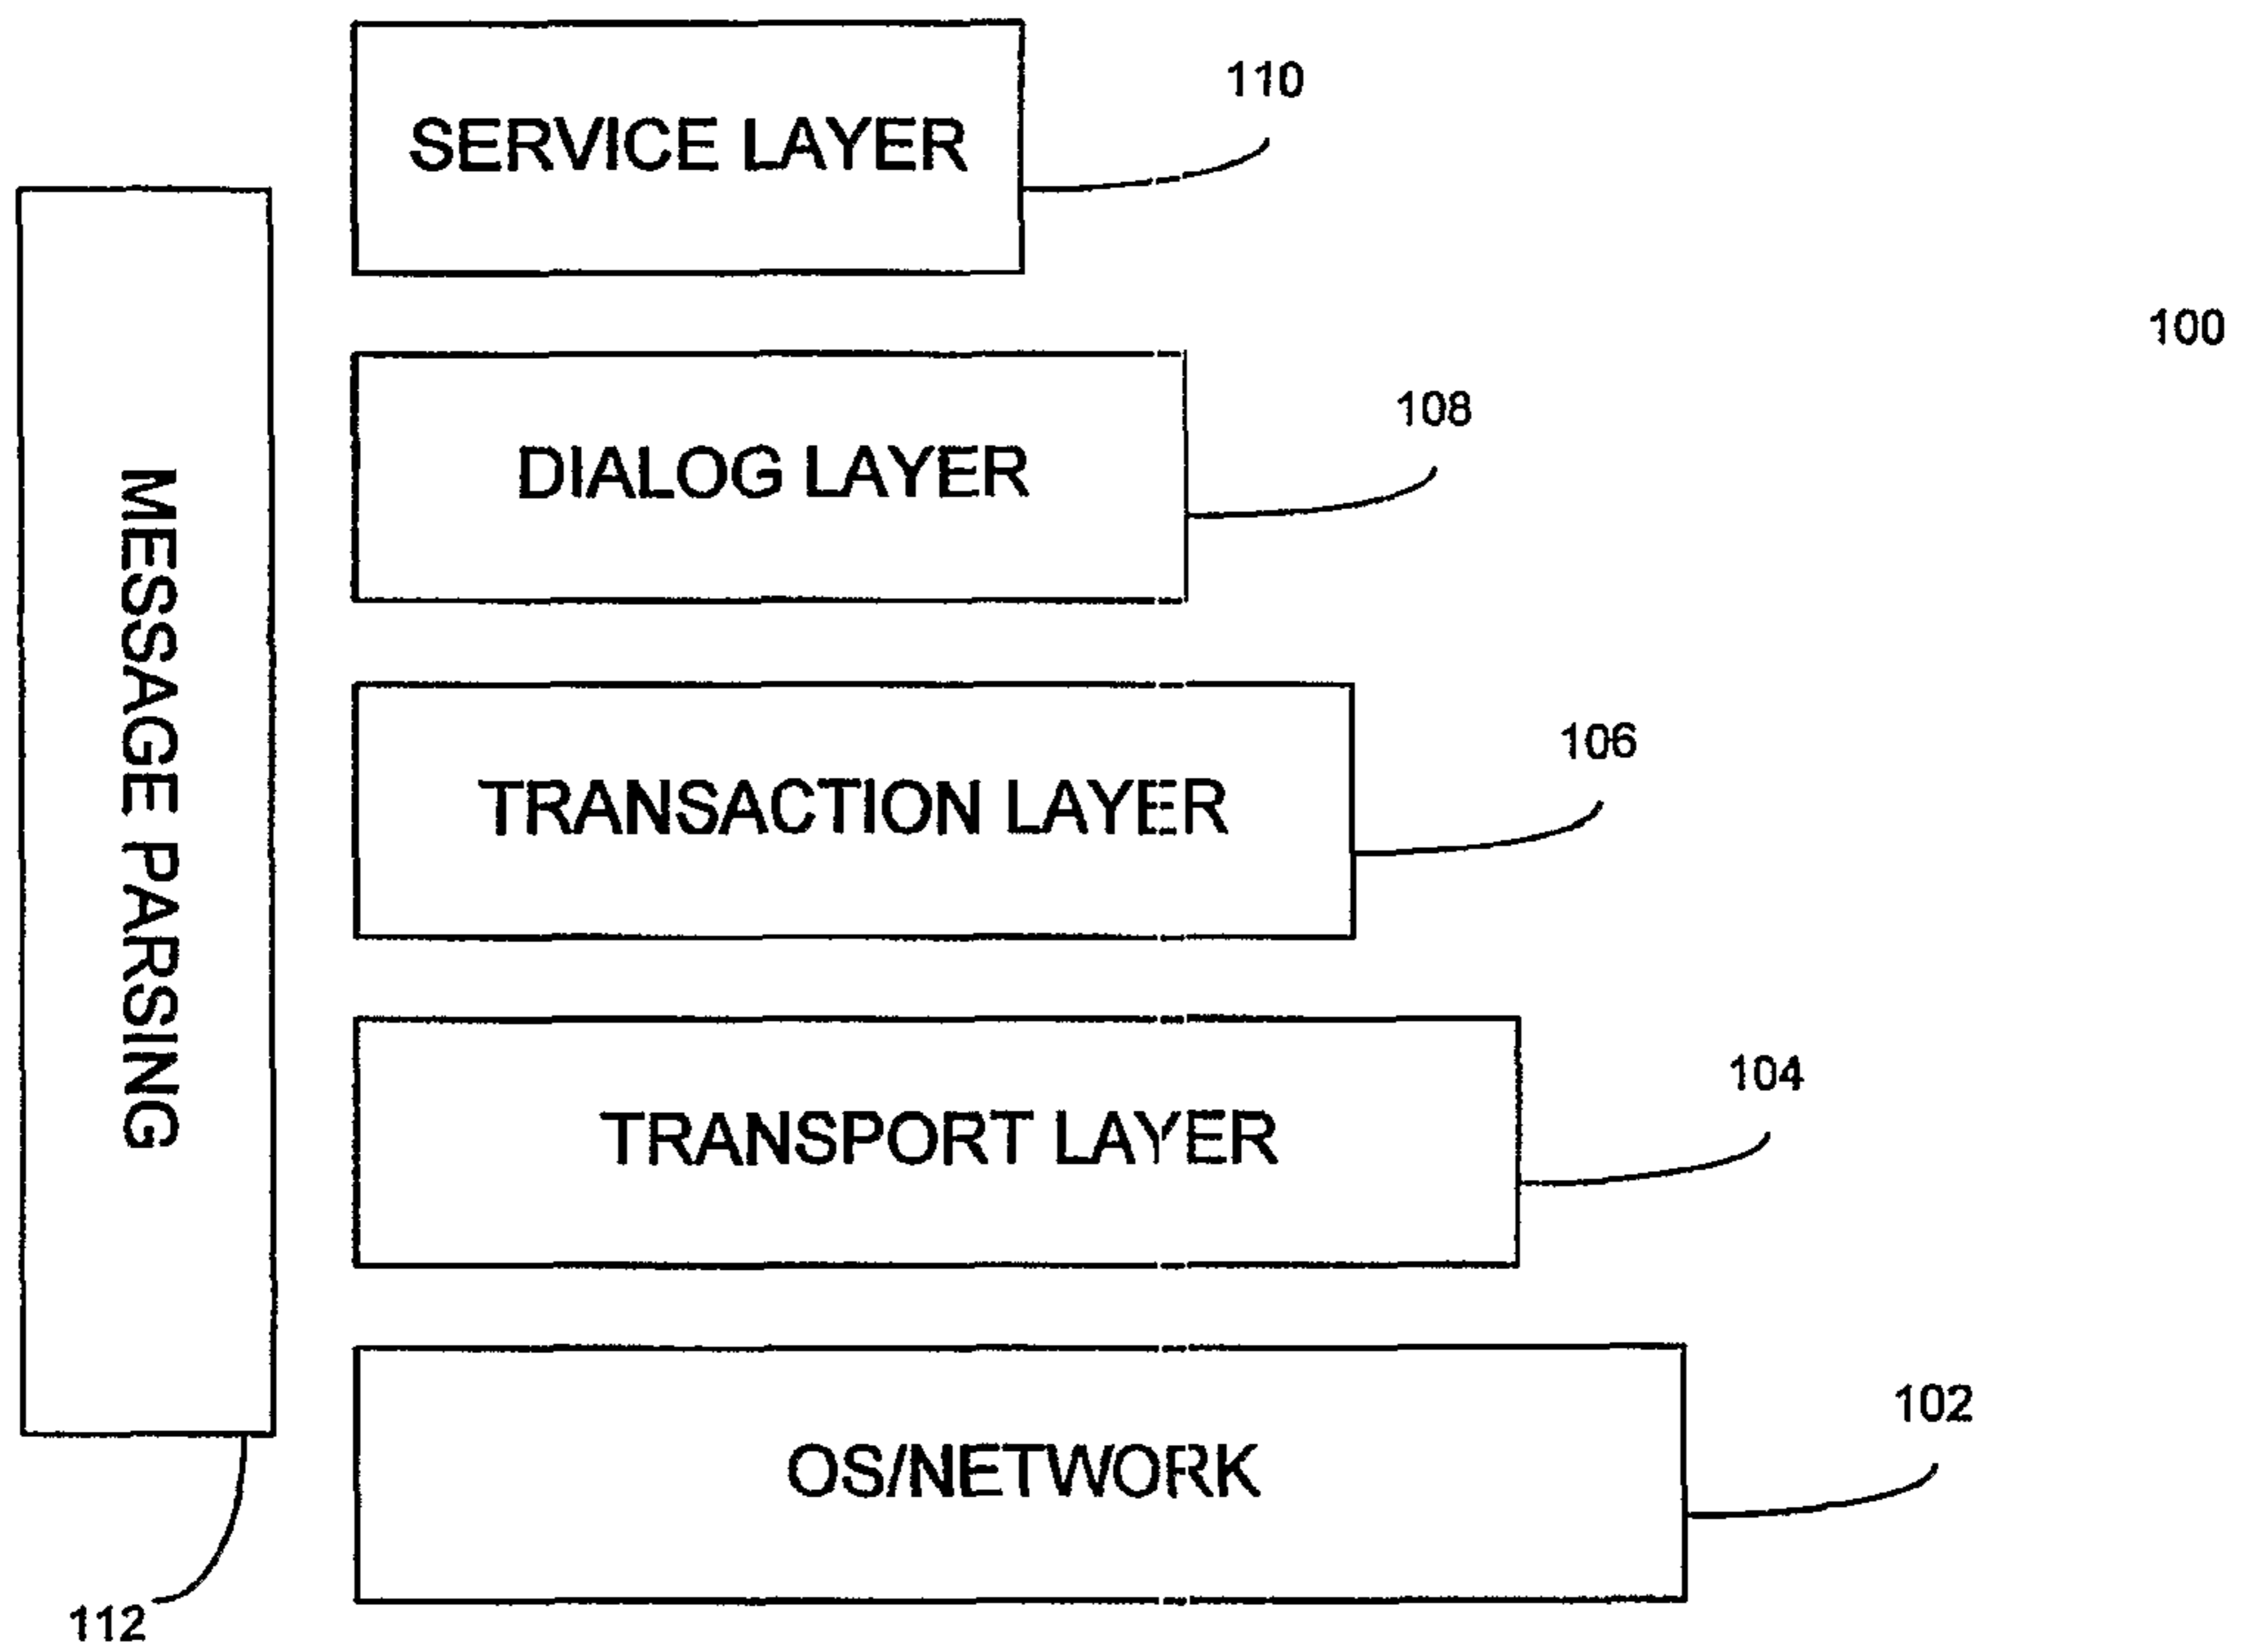 110
SERVICE LAYER
100
108
DIALOG LAYER
106
TRANSACTION LAYER
104
TRANSPORT LAYER
102
OS/NETWORK
MESSAGE PARSING
112